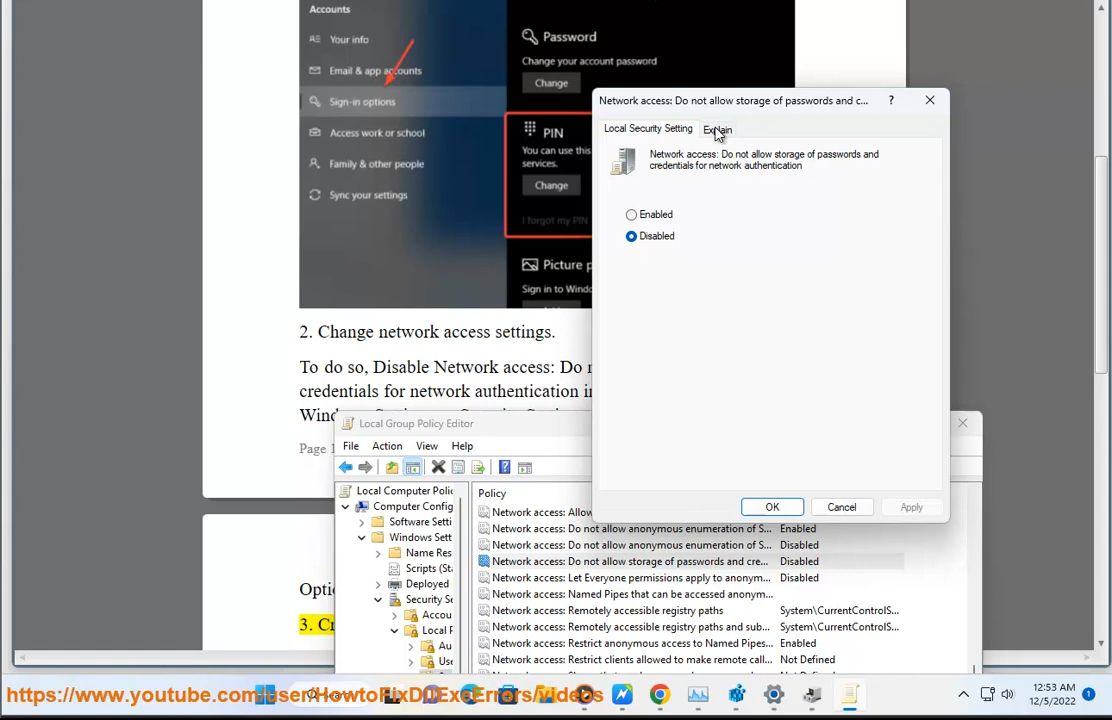 Accounts
Your info
Email & app accounts
Sign-in options
Access work or school
Family & other people
Sync your settings
Password
Change your account password
Change
PIN
You can use this
services.
Change
I forgot my PIN
Picture p
Sign in to Windo
2. Change network access settings.
To do so, Disable Network access: Do n
credentials for network authentication in
Page 1
Optio
3. Cr
Network access: Do not allow storage of passwords and c...
?
Local Security Setting
Explain
Network access: Do not allow storage of passwords and
credentials for network authentication
Enabled
Disabled
OK
Cancel
Apply
Local Group Policy Editor
File
Action
View
Help
Local Computer Polic
Computer Config
Software Setti
Windows Sett
Name Res
Scripts (Sta
Deployed
Security Se
Accou
Local P
Au
Use
Policy
Network access: Allow
Network access: Do not allow anonymous enumeration of S... Enabled
Network access: Do not allow anonymous enumeration of S... Disabled
Network access: Do not allow storage of passwords and cre... Disabled
Network access: Let Everyone permissions apply to anonym... Disabled
Network access: Named Pipes that can be accessed anonym...
Network access: Remotely accessible registry paths System\CurrentControlS...
Network access: Remotely accessible registry paths and sub... System\CurrentControlS...
Network access: Restrict anonymous access to Named Pipes... Enabled
Network access: Restrict clients allowed to make remote call... Not Defined
https://www.youtube.com/user/HowtoFixDllExeErrors/videos
12:53 AM
12/5/2022
1